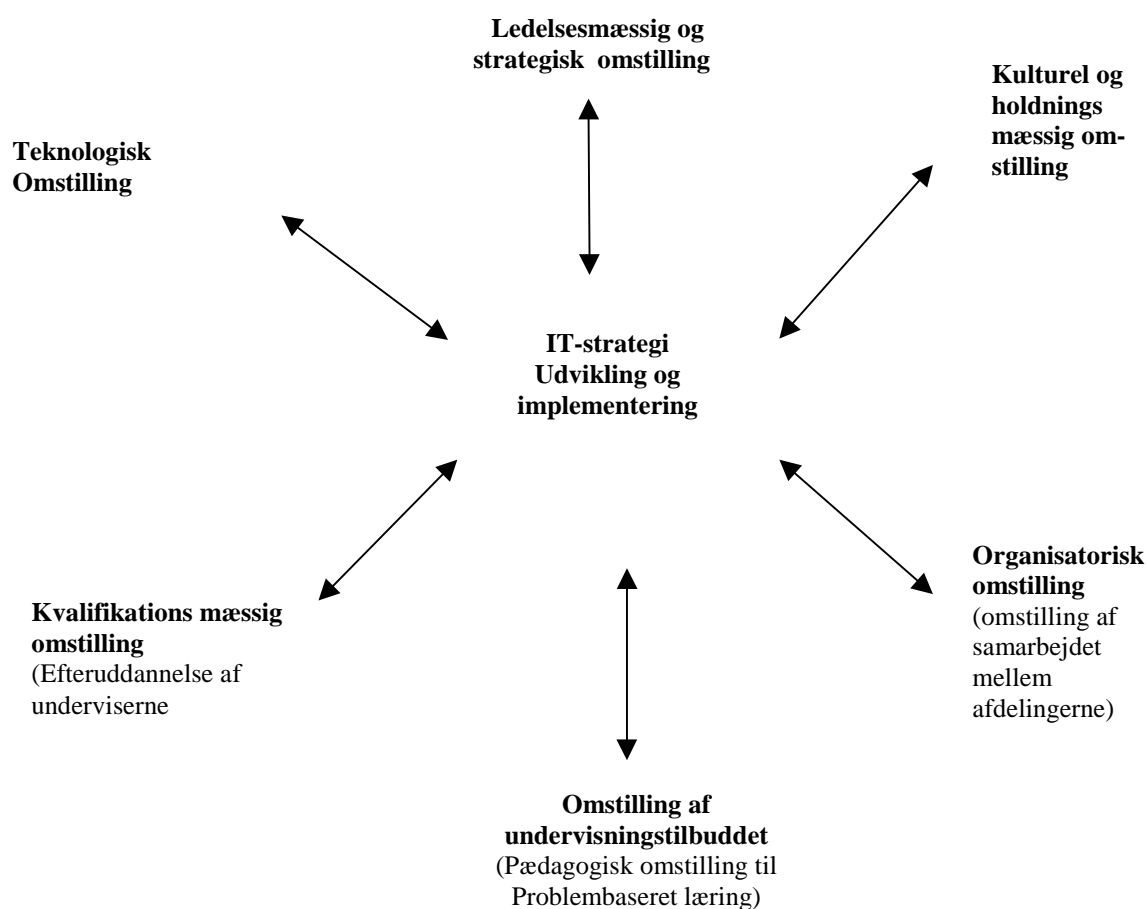 Ledelsesmæssig og
strategisk omstilling
Kulturel og
holdnings
mæssig om-
stilling
Teknologisk
Omstilling
IT-strategi
Udvikling og
implementering
Organisatorisk
omstilling
(omstilling af
samarbejdet
mellem
afdelingerne)
Kvalifikations mæssig
omstilling
(Efteruddannelse af
underviserne
Omstilling af
undervisningstilbuddet
(Pædagogisk omstilling til
Problembaseret læring)